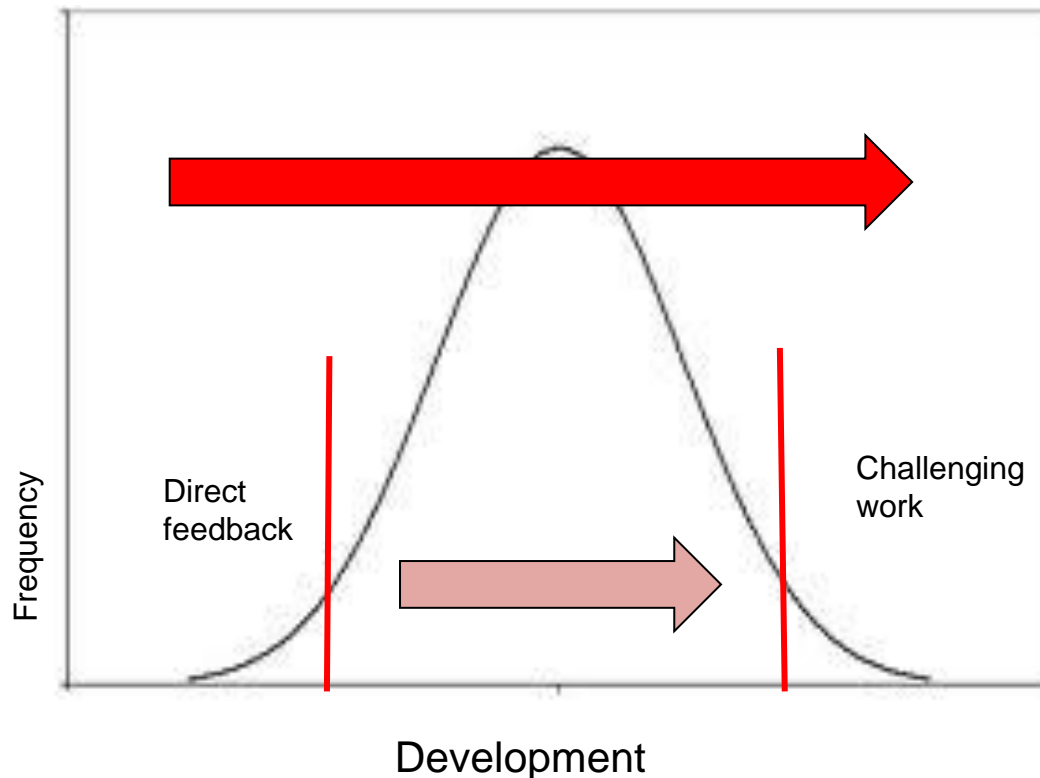 Frequency
Direct
feedback
Challenging
work
Development